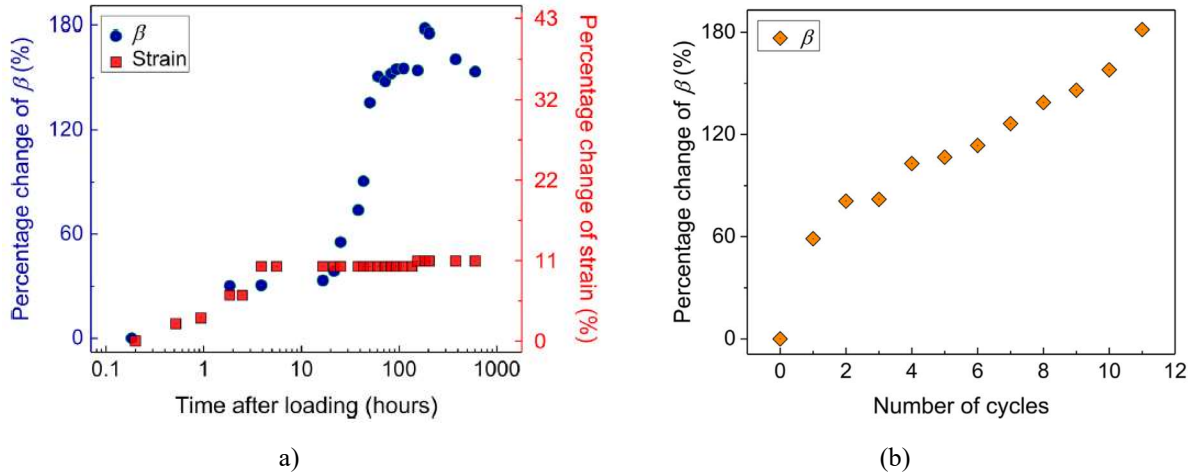 Percentage change of β (%)
180
120
60
0
β
Strain
43
32
22
11
0
Percentage change of strain (%)
0.1 1 10 100 1000
Time after loading (hours)
a)
Percentage change of β (%)
180
120
60
0
β
0 2 4 6 8 10 12
Number of cycles
(b)